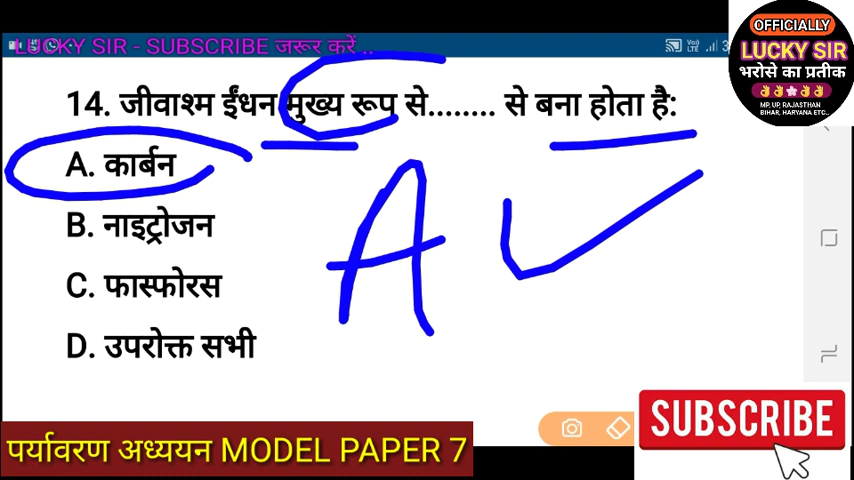 LUCKY SIR - SUBSCRIBE जरूर करें ..
OFFICIALLY
LUCKY SIR
भरोसे का प्रतीक
MP, UP, RAJASTHAN
BIHAR, HARYANA ETC..
14. जीवाश्म ईंधन मुख्य रूप से........ से बना होता है:
A. कार्बन
B. नाइट्रोजन
C. फास्फोरस
D. उपरोक्त सभी
A
SUBSCRIBE
पर्यावरण अध्ययन MODEL PAPER 7